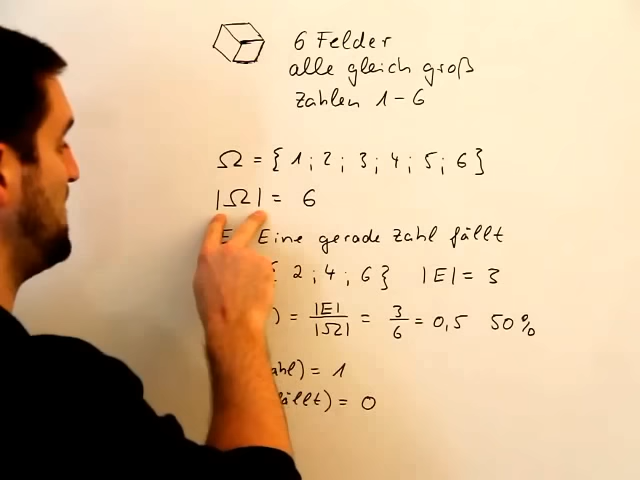 6 Felder
alle gleich groß
Zahlen 1-6
Ω = { 1 ; 2 ; 3 ; 4 ; 5 ; 6 }
|Ω| = 6
E Eine gerade Zahl fällt
2 ; 4 ; 6 } |E| = 3
) = |E| / |Ω| = 3/6 = 0,5 50%
ahl) = 1
ällt) = 0